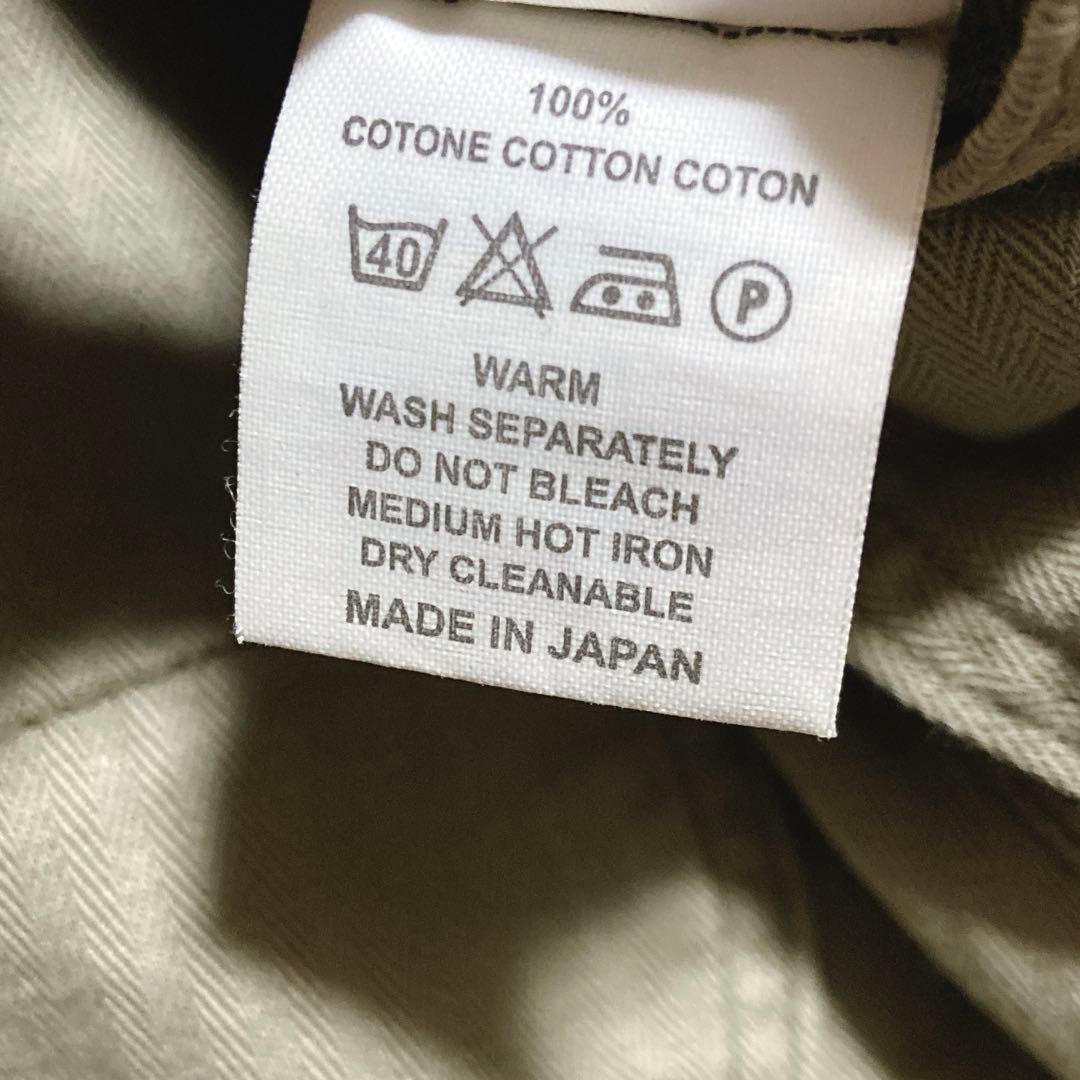 100%
COTONE COTTON COTON
40 P
WARM
WASH SEPARATELY
DO NOT BLEACH
MEDIUM HOT IRON
DRY CLEANABLE
MADE IN JAPAN